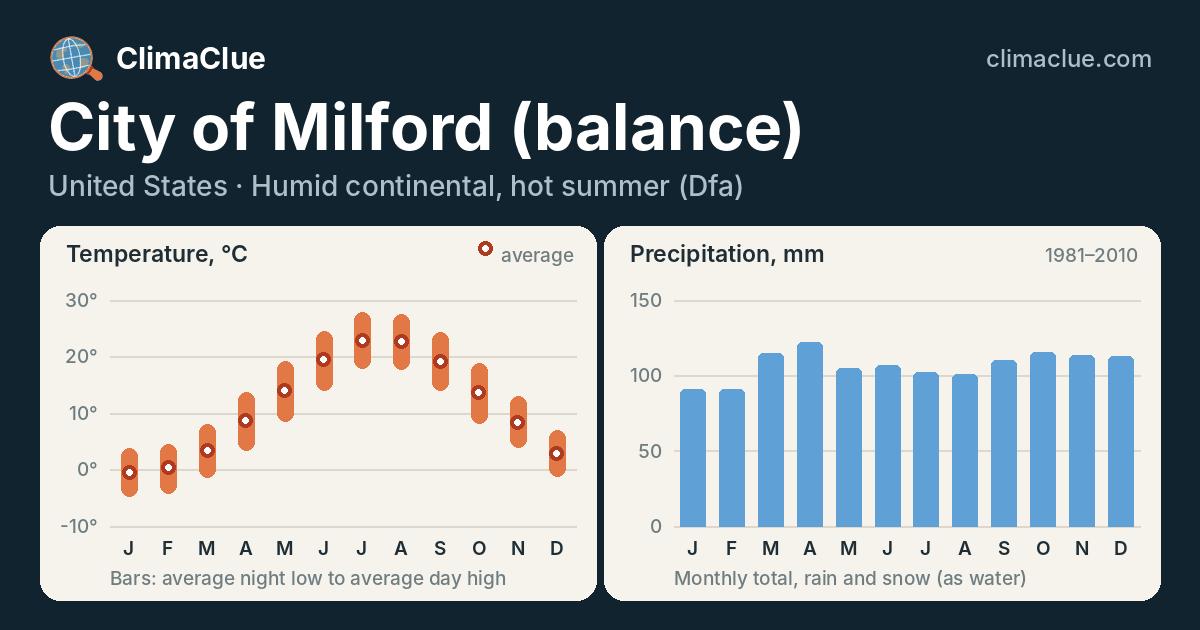 ClimaClue
climaclue.com
City of Milford (balance)
United States · Humid continental, hot summer (Dfa)
Temperature, °C
average
30°
20°
10°
0°
-10°
J F M A M J J A S O N D
Bars: average night low to average day high
Precipitation, mm
1981–2010
150
100
50
0
J F M A M J J A S O N D
Monthly total, rain and snow (as water)